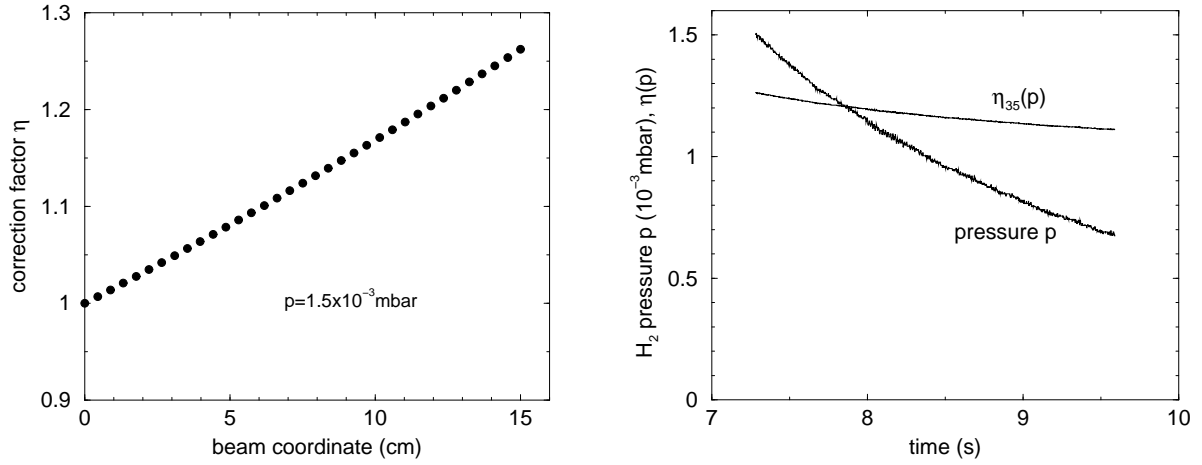 1.3
1.2
1.1
1
0.9
correction factor η
p=1.5x10⁻³mbar
0
5
10
15
beam coordinate (cm)
1.5
1
0.5
0
H₂ pressure p (10⁻³mbar), η(p)
η₃₅(p)
pressure p
7
8
9
10
time (s)